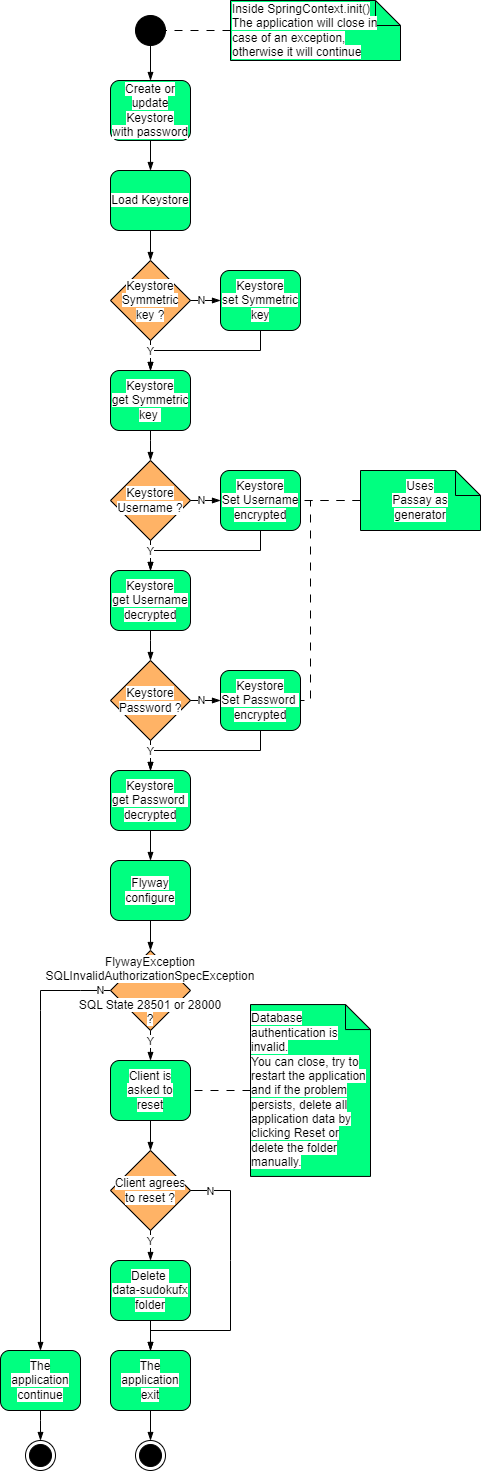 Inside SpringContext.init()
The application will close in
case of an exception,
otherwise it will continue
Create or
update
Keystore
with password
Load Keystore
Keystore
Symmetric
key ?
N
Keystore
set Symmetric
key
Y
Keystore
get Symmetric
key
Keystore
Username ?
N
Keystore
Set Username
encrypted
Uses
Passay as
generator
Y
Keystore
get Username
decrypted
Keystore
Password ?
N
Keystore
Set Password
encrypted
Y
Keystore
get Password
decrypted
Flyway
configure
FlywayException
SQLInvalidAuthorizationSpecException
N
SQL State 28501 or 28000
?
Y
Database
authentication is
invalid.
You can close, try to
restart the application
and if the problem
persists, delete all
application data by
clicking Reset or
delete the folder
manually.
Client is
asked to
reset
Client agrees
to reset ?
N
Y
Delete
data-sudokufx
folder
The
application
continue
The
application
exit